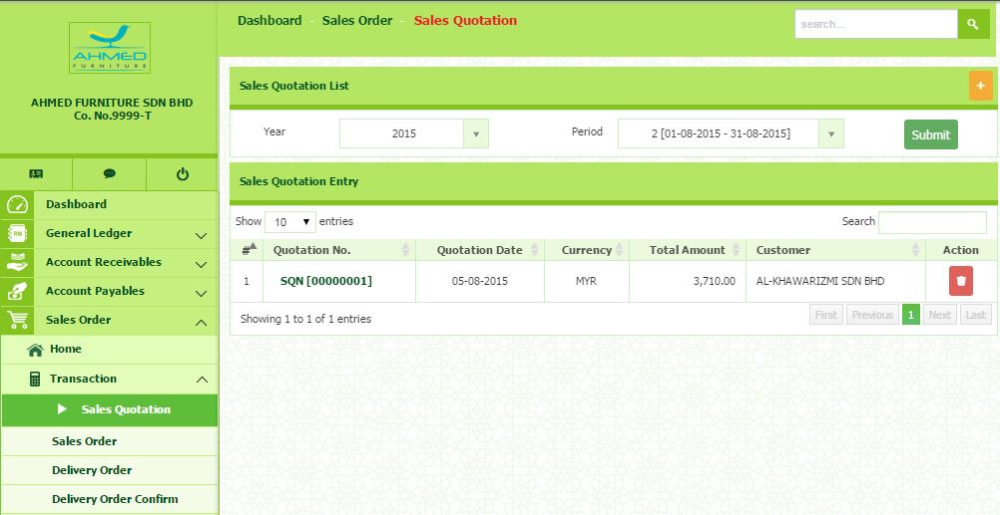 AHMED
FURNITURE
AHMED FURNITURE SDN BHD
Co. No.9999-T
Dashboard
General Ledger
RM
Account Receivables
Account Payables
Sales Order
Home
Transaction
Sales Quotation
Sales Order
Delivery Order
Delivery Order Confirm
Dashboard - Sales Order - Sales Quotation
search...
Sales Quotation List
+
Year 2015 Period 2 [01-08-2015 - 31-08-2015] Submit
Sales Quotation Entry
Show 10 entries Search
# Quotation No. Quotation Date Currency Total Amount Customer Action
1 SQN [00000001] 05-08-2015 MYR 3,710.00 AL-KHAWARIZMI SDN BHD
Showing 1 to 1 of 1 entries First Previous 1 Next Last